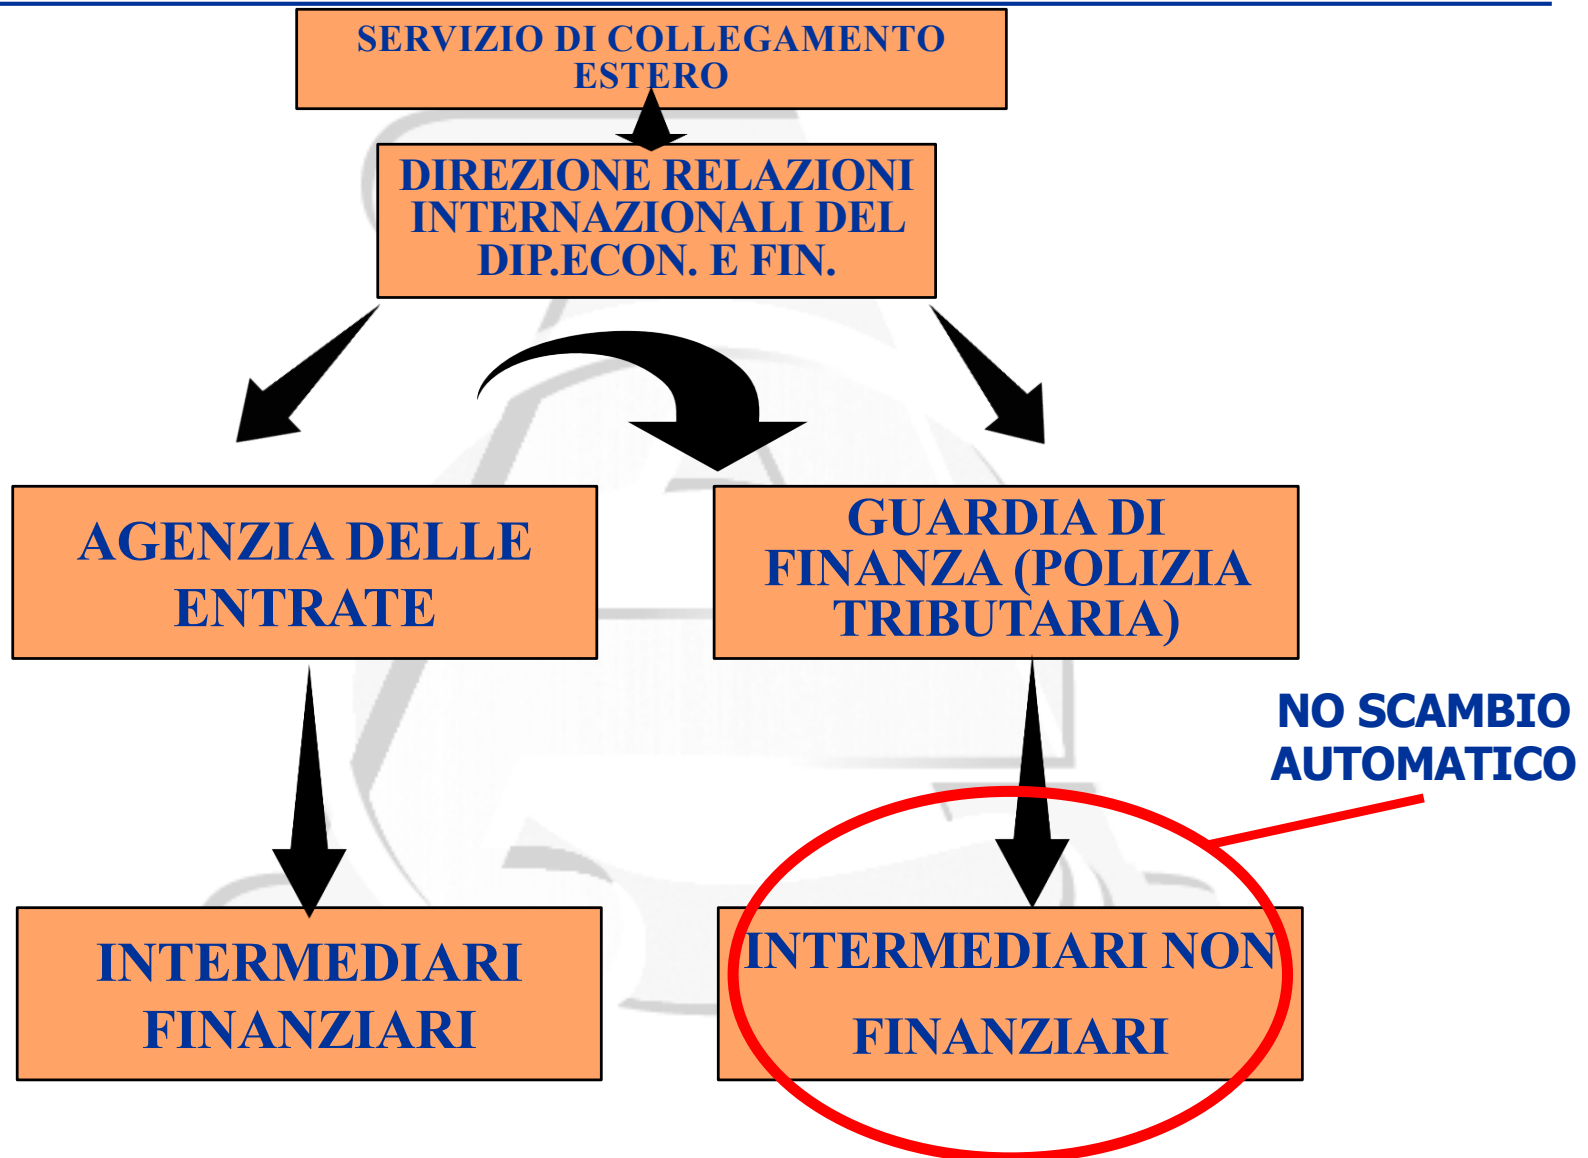 SERVIZIO DI COLLEGAMENTO
ESTERO
DIREZIONE RELAZIONI
INTERNAZIONALI DEL
DIP.ECON. E FIN.
AGENZIA DELLE
ENTRATE
GUARDIA DI
FINANZA (POLIZIA
TRIBUTARIA)
NO SCAMBIO
AUTOMATICO
INTERMEDIARI
FINANZIARI
INTERMEDIARI NON
FINANZIARI